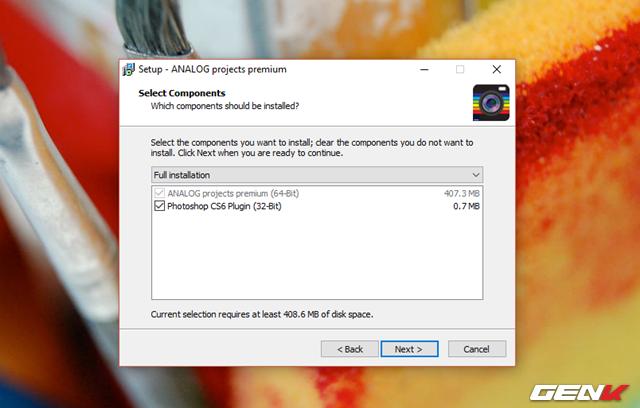 Setup - ANALOG projects premium
Select Components
Which components should be installed?
Select the components you want to install; clear the components you do not want to
install. Click Next when you are ready to continue.
Full installation
ANALOG projects premium (64-Bit) 407.3 MB
Photoshop CS6 Plugin (32-Bit) 0.7 MB
Current selection requires at least 408.6 MB of disk space.
< Back Next > Cancel
GENK